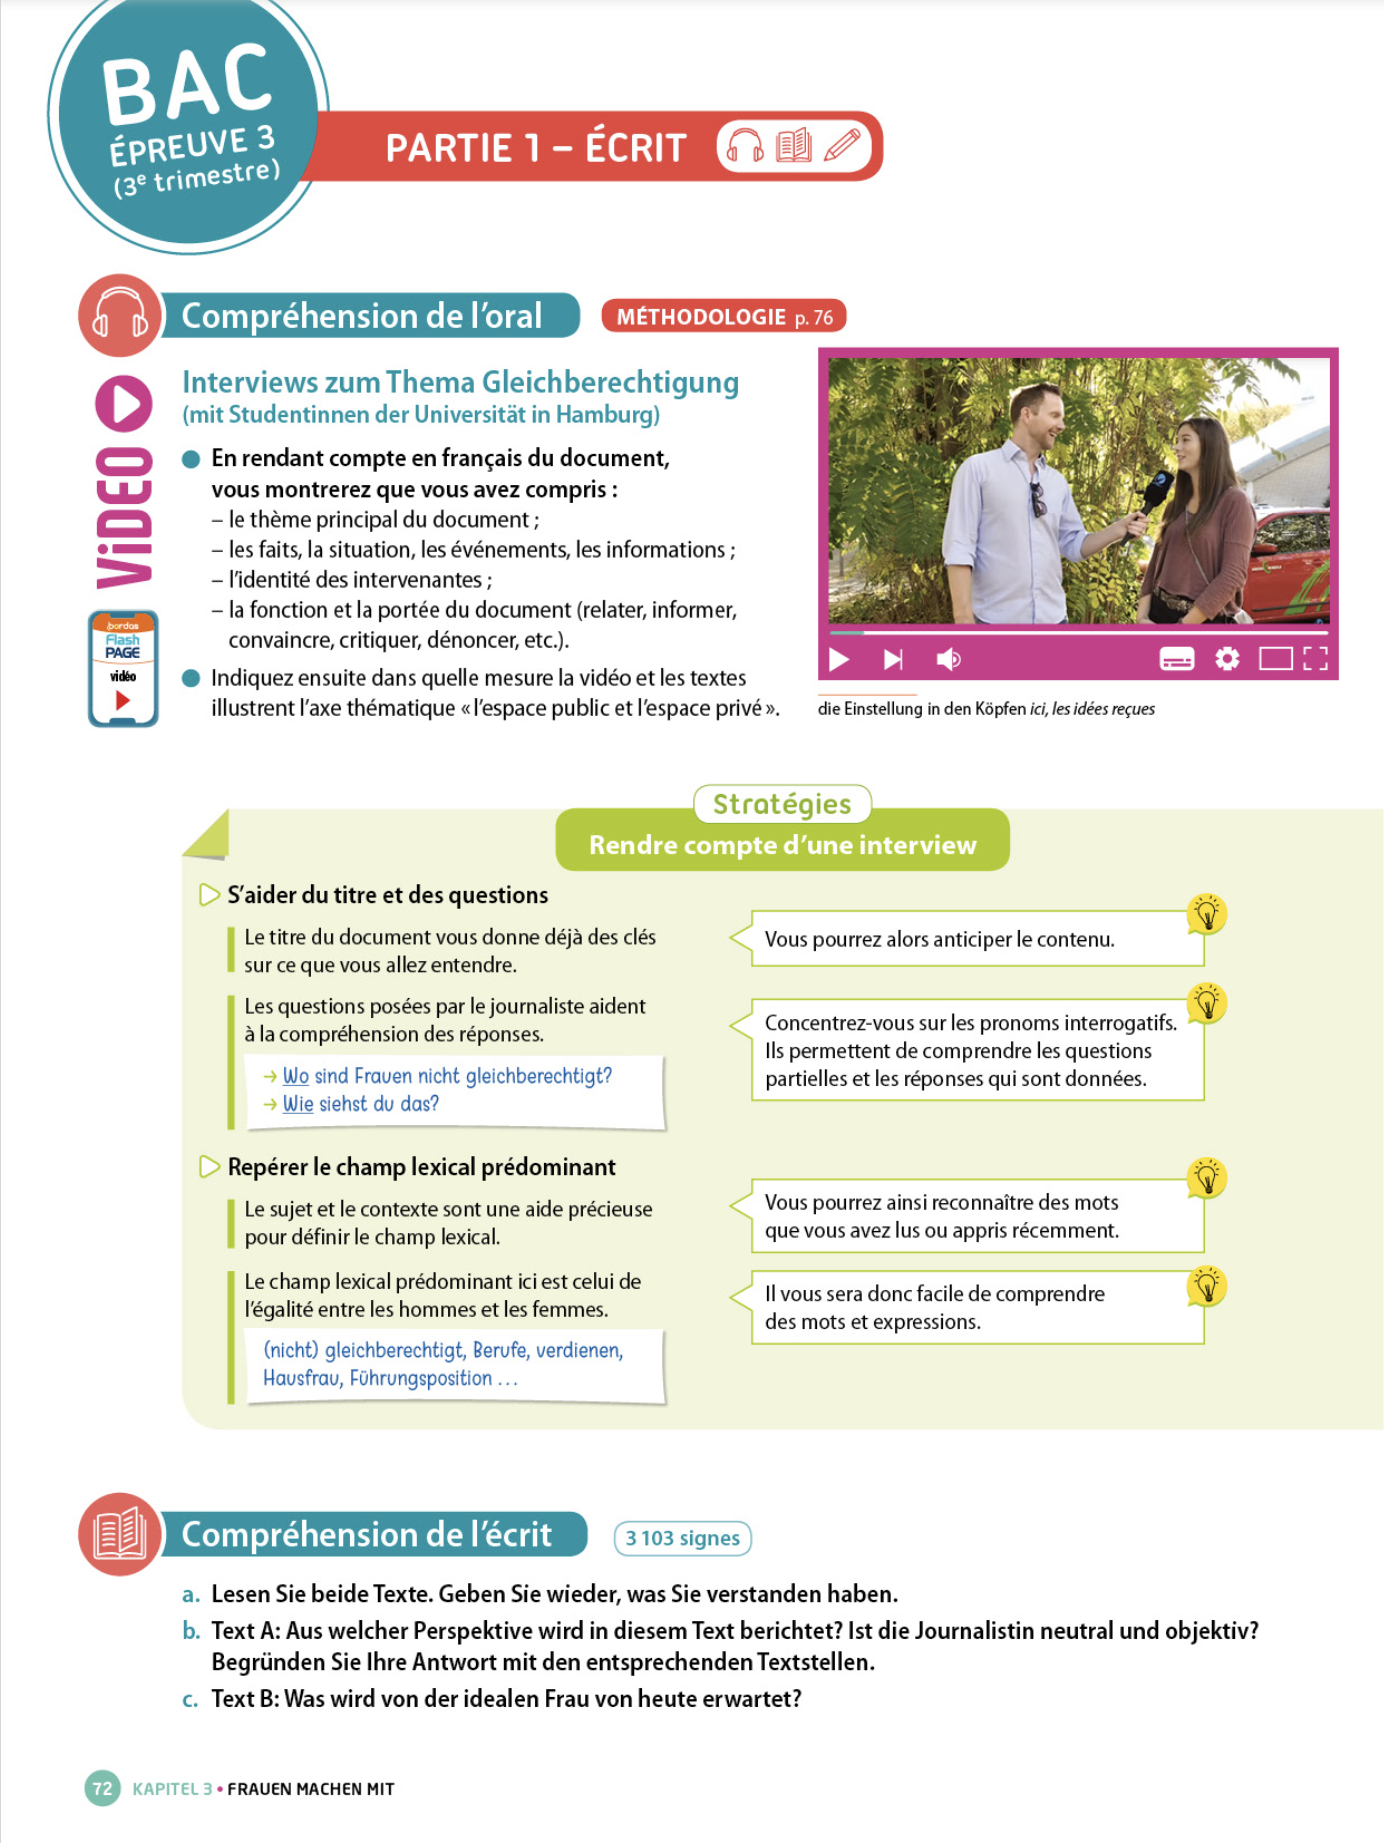 BAC
ÉPREUVE 3
(3e trimestre)
PARTIE 1 – ÉCRIT
Compréhension de l'oral
MÉTHODOLOGIE p. 76
ViDEO
bordas
Flash
PAGE
vidéo
Interviews zum Thema Gleichberechtigung
(mit Studentinnen der Universität in Hamburg)
En rendant compte en français du document,
vous montrerez que vous avez compris :
– le thème principal du document ;
– les faits, la situation, les événements, les informations ;
– l'identité des intervenantes ;
– la fonction et la portée du document (relater, informer,
convaincre, critiquer, dénoncer, etc.).
Indiquez ensuite dans quelle mesure la vidéo et les textes
illustrent l'axe thématique « l'espace public et l'espace privé ».
die Einstellung in den Köpfen ici, les idées reçues
Stratégies
Rendre compte d'une interview
S'aider du titre et des questions
Le titre du document vous donne déjà des clés
sur ce que vous allez entendre.
Vous pourrez alors anticiper le contenu.
Les questions posées par le journaliste aident
à la compréhension des réponses.
→ Wo sind Frauen nicht gleichberechtigt?
→ Wie siehst du das?
Concentrez-vous sur les pronoms interrogatifs.
Ils permettent de comprendre les questions
partielles et les réponses qui sont données.
Repérer le champ lexical prédominant
Le sujet et le contexte sont une aide précieuse
pour définir le champ lexical.
Vous pourrez ainsi reconnaître des mots
que vous avez lus ou appris récemment.
Le champ lexical prédominant ici est celui de
l'égalité entre les hommes et les femmes.
(nicht) gleichberechtigt, Berufe, verdienen,
Hausfrau, Führungsposition ...
Il vous sera donc facile de comprendre
des mots et expressions.
Compréhension de l'écrit
3 103 signes
a. Lesen Sie beide Texte. Geben Sie wieder, was Sie verstanden haben.
b. Text A: Aus welcher Perspektive wird in diesem Text berichtet? Ist die Journalistin neutral und objektiv?
Begründen Sie Ihre Antwort mit den entsprechenden Textstellen.
c. Text B: Was wird von der idealen Frau von heute erwartet?
72 KAPITEL 3 • FRAUEN MACHEN MIT